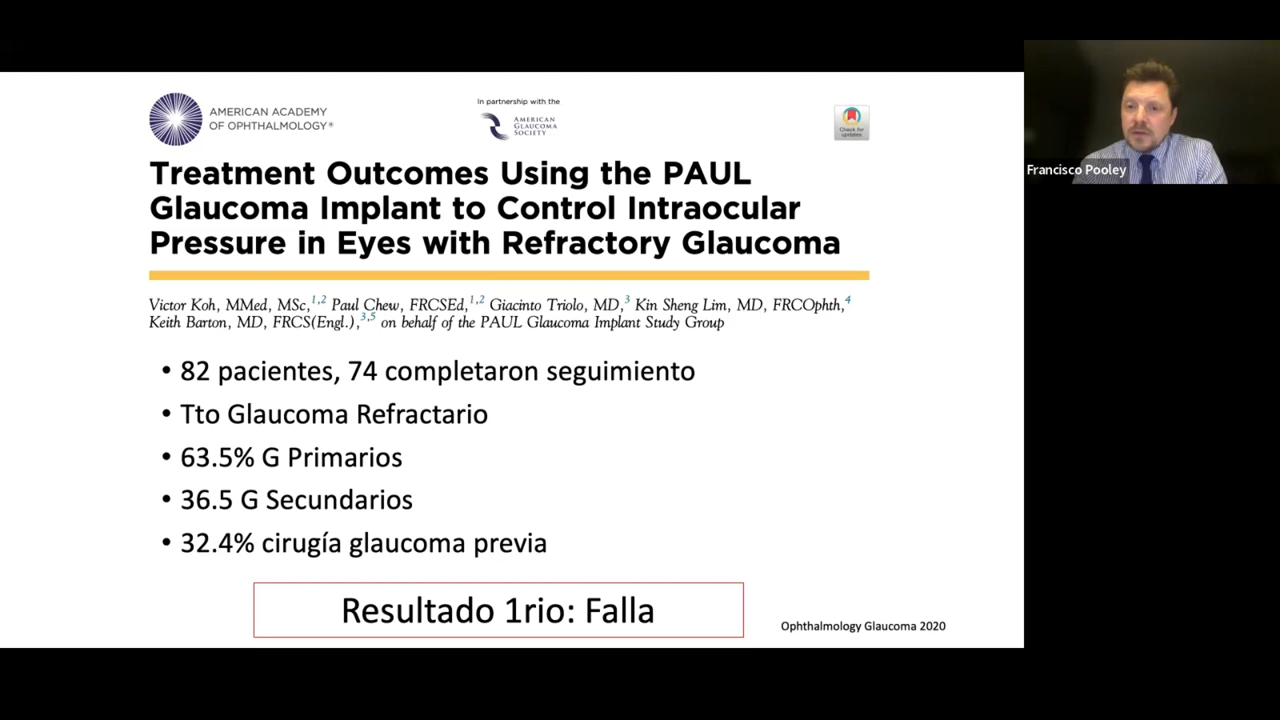 AMERICAN ACADEMY
OF OPHTHALMOLOGY®
In partnership with the
AMERICAN
GLAUCOMA
SOCIETY
Check for
updates
Treatment Outcomes Using the PAUL
Glaucoma Implant to Control Intraocular
Pressure in Eyes with Refractory Glaucoma
Victor Koh, MMed, MSc,1,2 Paul Chew, FRCSEd,1,2 Giacinto Triolo, MD,3 Kin Sheng Lim, MD, FRCOphth,4
Keith Barton, MD, FRCS(Engl.),3,5 on behalf of the PAUL Glaucoma Implant Study Group
• 82 pacientes, 74 completaron seguimiento
• Tto Glaucoma Refractario
• 63.5% G Primarios
• 36.5 G Secundarios
• 32.4% cirugía glaucoma previa
Resultado 1rio: Falla
Ophthalmology Glaucoma 2020
Francisco Pooley